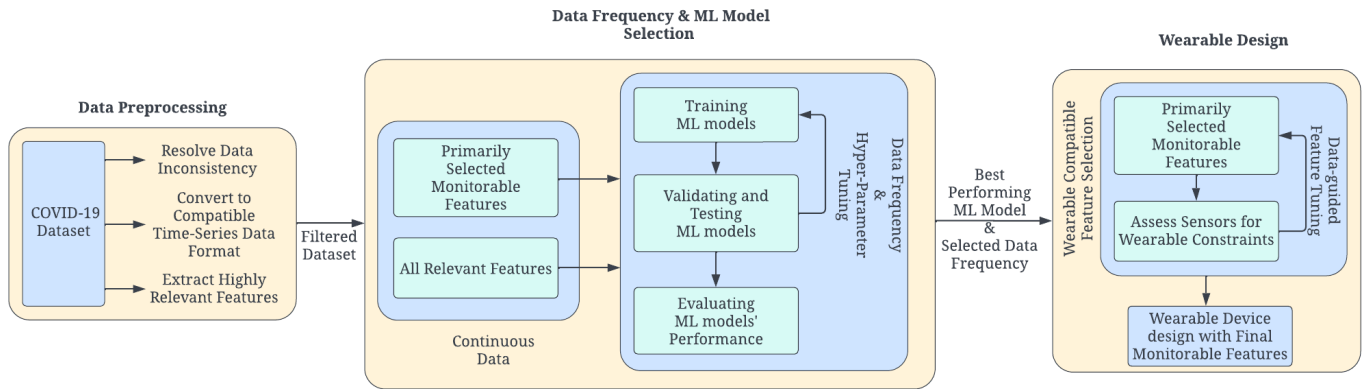 Data Preprocessing
COVID-19
Dataset
Resolve Data
Inconsistency
Convert to
Compatible
Time-Series Data
Format
Extract Highly
Relevant Features
Filtered
Dataset
Data Frequency & ML Model
Selection
Primarily
Selected
Monitorable
Features
All Relevant Features
Continuous
Data
Training
ML models
Validating and
Testing
ML models
Evaluating
ML models'
Performance
Data Frequency
&
Hyper-Parameter
Tuning
Best
Performing
ML Model
&
Selected Data
Frequency
Wearable Design
Wearable Compatible
Feature Selection
Primarily
Selected
Monitorable
Features
Assess Sensors for
Wearable Constraints
Data-guided
Feature Tuning
Wearable Device
design with Final
Monitorable Features